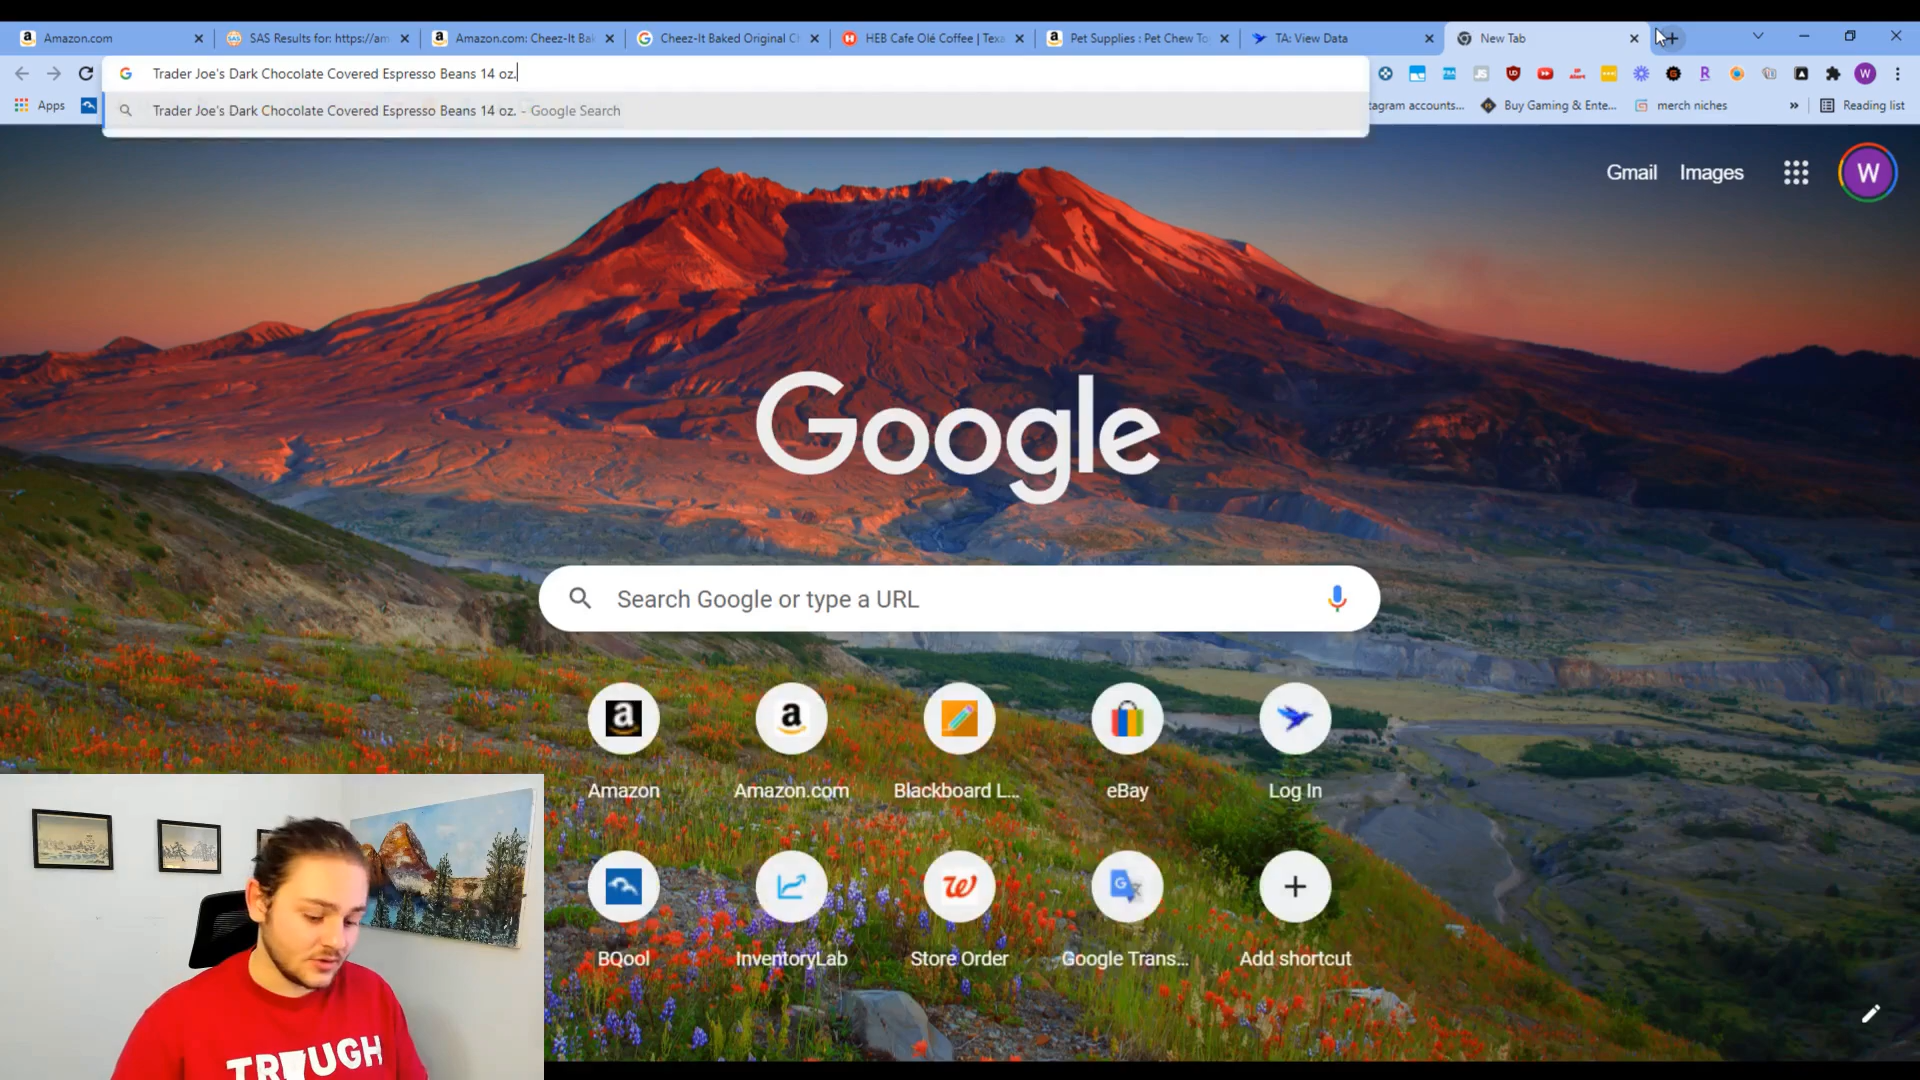 Amazon.com
SAS Results for: https://am
Amazon.com: Cheez-It Bak
Cheez-It Baked Original C
HEB Cafe Olé Coffee | Texa
Pet Supplies : Pet Chew To
TA: View Data
New Tab
Trader Joe's Dark Chocolate Covered Espresso Beans 14 oz.
W
Apps
Trader Joe's Dark Chocolate Covered Espresso Beans 14 oz. - Google Search
tagram accounts...
Buy Gaming & Ente...
merch niches
»
Reading list
Gmail
Images
W
Google
Search Google or type a URL
Amazon
Amazon.com
Blackboard L...
eBay
Log In
BQool
InventoryLab
Store Order
Google Trans...
Add shortcut
TROUGH